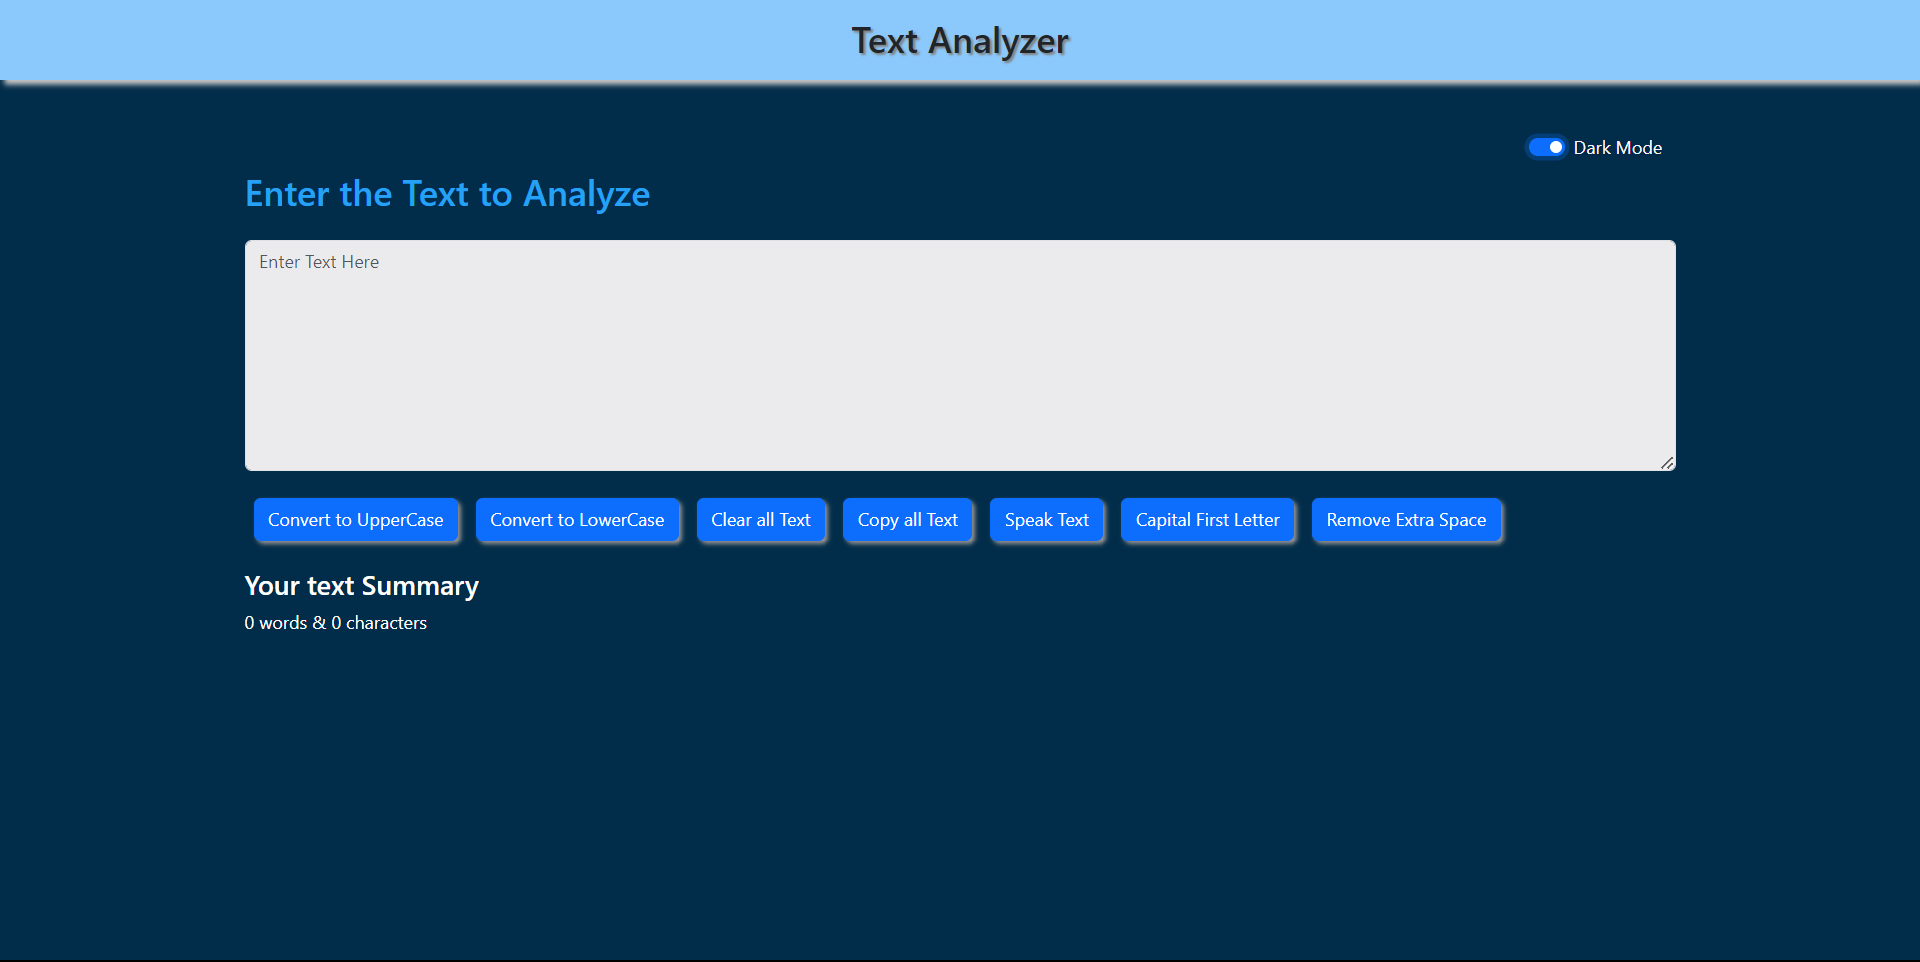 Text Analyzer
Dark Mode
Enter the Text to Analyze
Enter Text Here
Convert to UpperCase Convert to LowerCase Clear all Text Copy all Text Speak Text Capital First Letter Remove Extra Space
Your text Summary
0 words & 0 characters